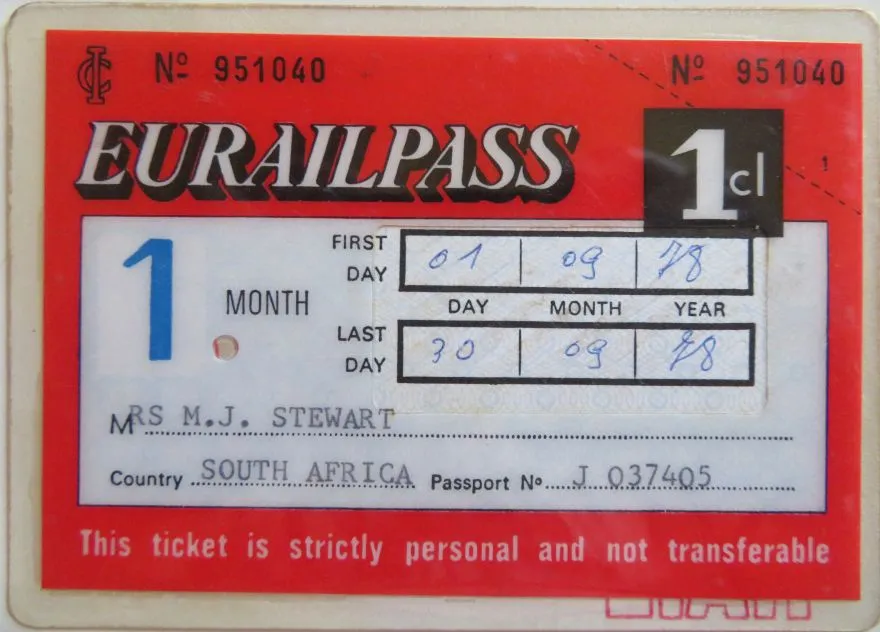 Nº 951040 Nº 951040
EURAILPASS 1 cl
1
1 MONTH
FIRST DAY 01 09 78
DAY MONTH YEAR
LAST DAY 30 09 78
MRS M.J. STEWART
Country SOUTH AFRICA Passport Nº J 037405
This ticket is strictly personal and not transferable